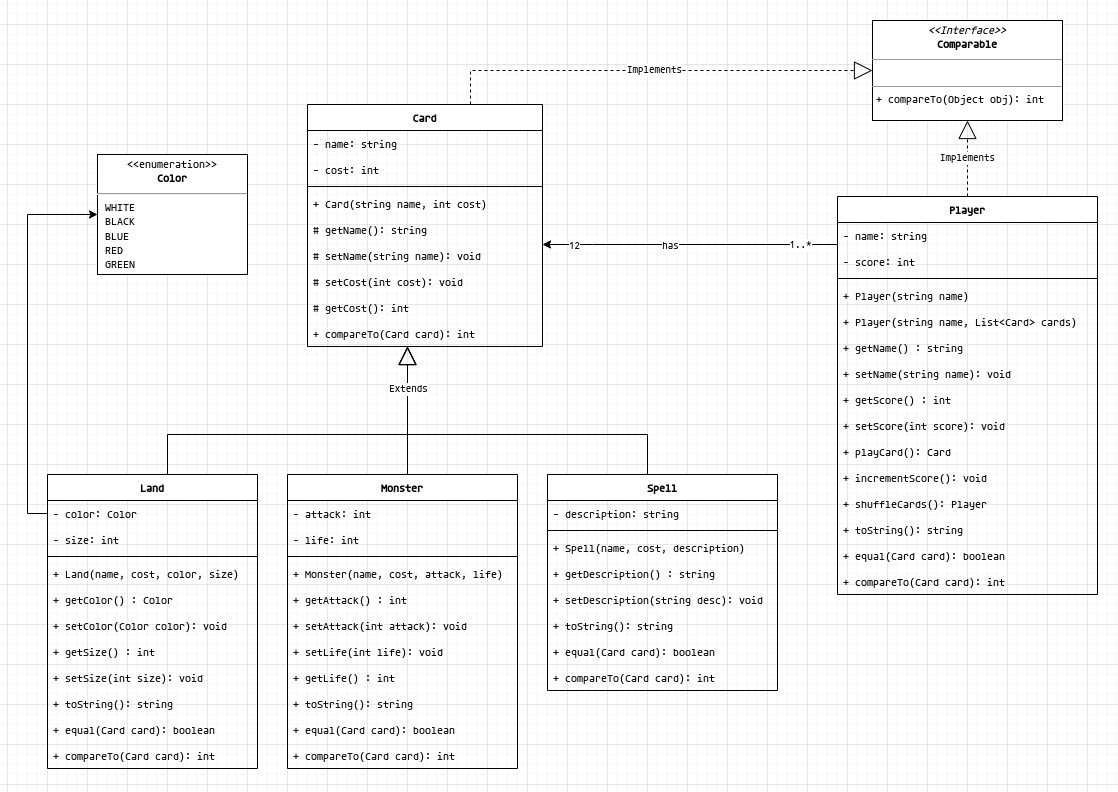 <<Interface>>
Comparable
+ compareTo(Object obj): int
Implements
Implements
Card
- name: string
- cost: int
+ Card(string name, int cost)
# getName(): string
# setName(string name): void
# setCost(int cost): void
# getCost(): int
+ compareTo(Card card): int
<<enumeration>>
Color
WHITE
BLACK
BLUE
RED
GREEN
12 has 1..*
Player
- name: string
- score: int
+ Player(string name)
+ Player(string name, List<Card> cards)
+ getName() : string
+ setName(string name): void
+ getScore() : int
+ setScore(int score): void
+ playCard(): Card
+ incrementScore(): void
+ shuffleCards(): Player
+ toString(): string
+ equal(Card card): boolean
+ compareTo(Card card): int
Extends
Land
- color: Color
- size: int
+ Land(name, cost, color, size)
+ getColor() : Color
+ setColor(Color color): void
+ getSize() : int
+ setSize(int size): void
+ toString(): string
+ equal(Card card): boolean
+ compareTo(Card card): int
Monster
- attack: int
- life: int
+ Monster(name, cost, attack, life)
+ getAttack() : int
+ setAttack(int attack): void
+ setLife(int life): void
+ getLife() : int
+ toString(): string
+ equal(Card card): boolean
+ compareTo(Card card): int
Spell
- description: string
+ Spell(name, cost, description)
+ getDescription() : string
+ setDescription(string desc): void
+ toString(): string
+ equal(Card card): boolean
+ compareTo(Card card): int